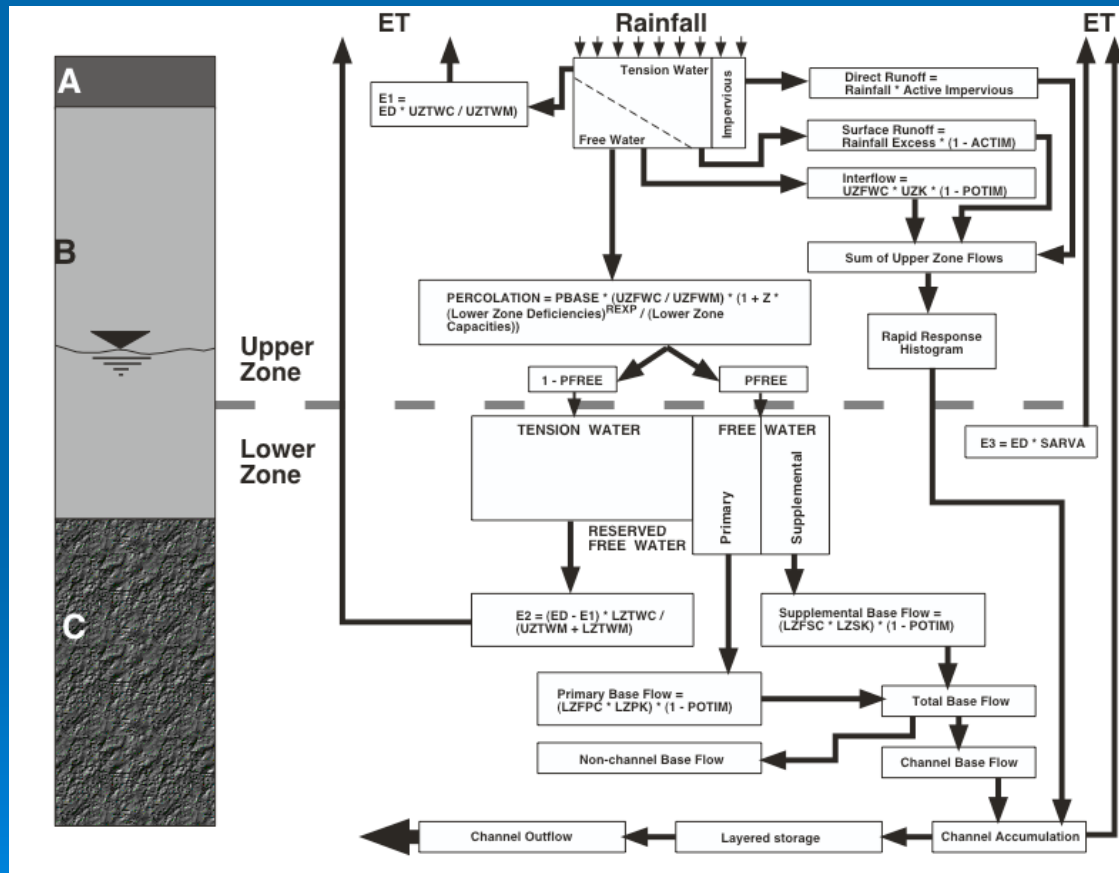 ET
Rainfall
ET
A
B
C
Upper
Zone
Lower
Zone
E1 =
ED * UZTWC / UZTWM)
Tension Water
Free Water
Impervious
Direct Runoff =
Rainfall * Active Impervious
Surface Runoff =
Rainfall Excess * (1 - ACTIM)
Interflow =
UZFWC * UZK * (1 - POTIM)
Sum of Upper Zone Flows
PERCOLATION = PBASE * (UZFWC / UZFWM) * (1 + Z *
(Lower Zone Deficiencies)REXP / (Lower Zone
Capacities))
Rapid Response
Histogram
1 - PFREE
PFREE
TENSION WATER
FREE WATER
E3 = ED * SARVA
Primary
Supplemental
RESERVED
FREE WATER
E2 = (ED - E1) * LZTWC /
(UZTWM + LZTWM)
Supplemental Base Flow =
(LZFSC * LZSK) * (1 - POTIM)
Primary Base Flow =
(LZFPC * LZPK) * (1 - POTIM)
Total Base Flow
Non-channel Base Flow
Channel Base Flow
Channel Outflow
Layered storage
Channel Accumulation